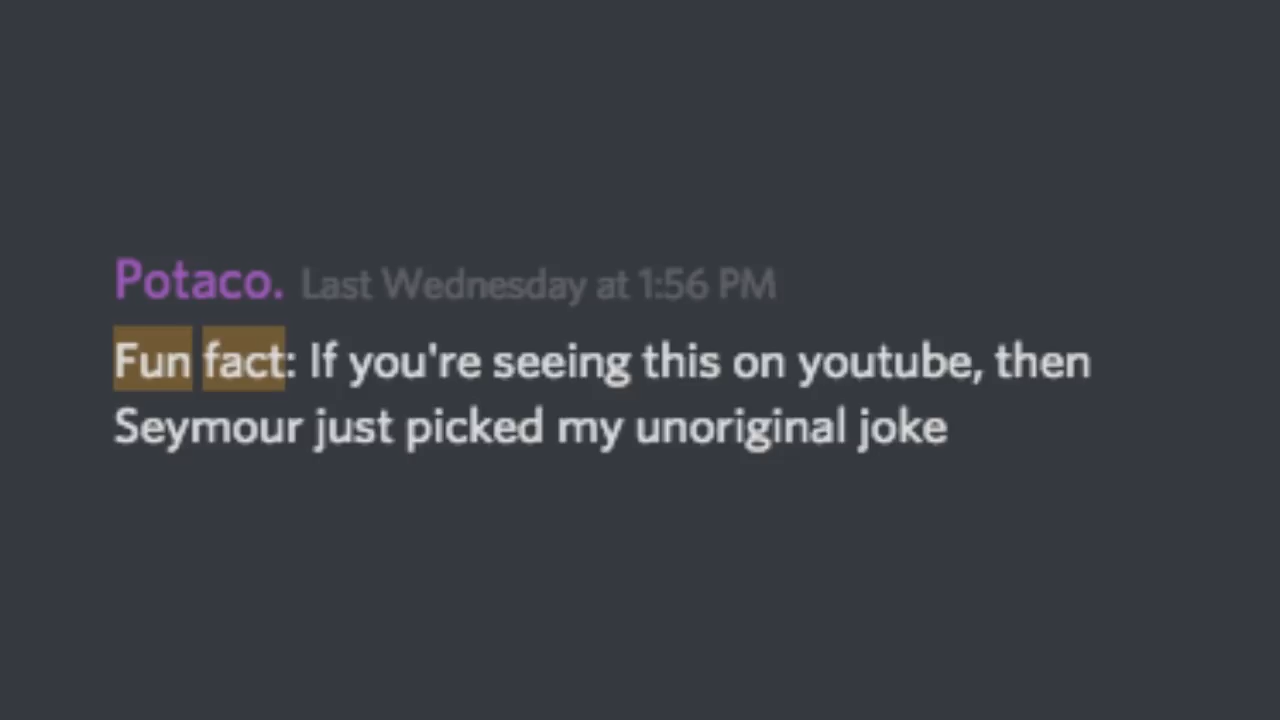 Potaco. Last Wednesday at 1:56 PM
Fun fact: If you're seeing this on youtube, then
Seymour just picked my unoriginal joke